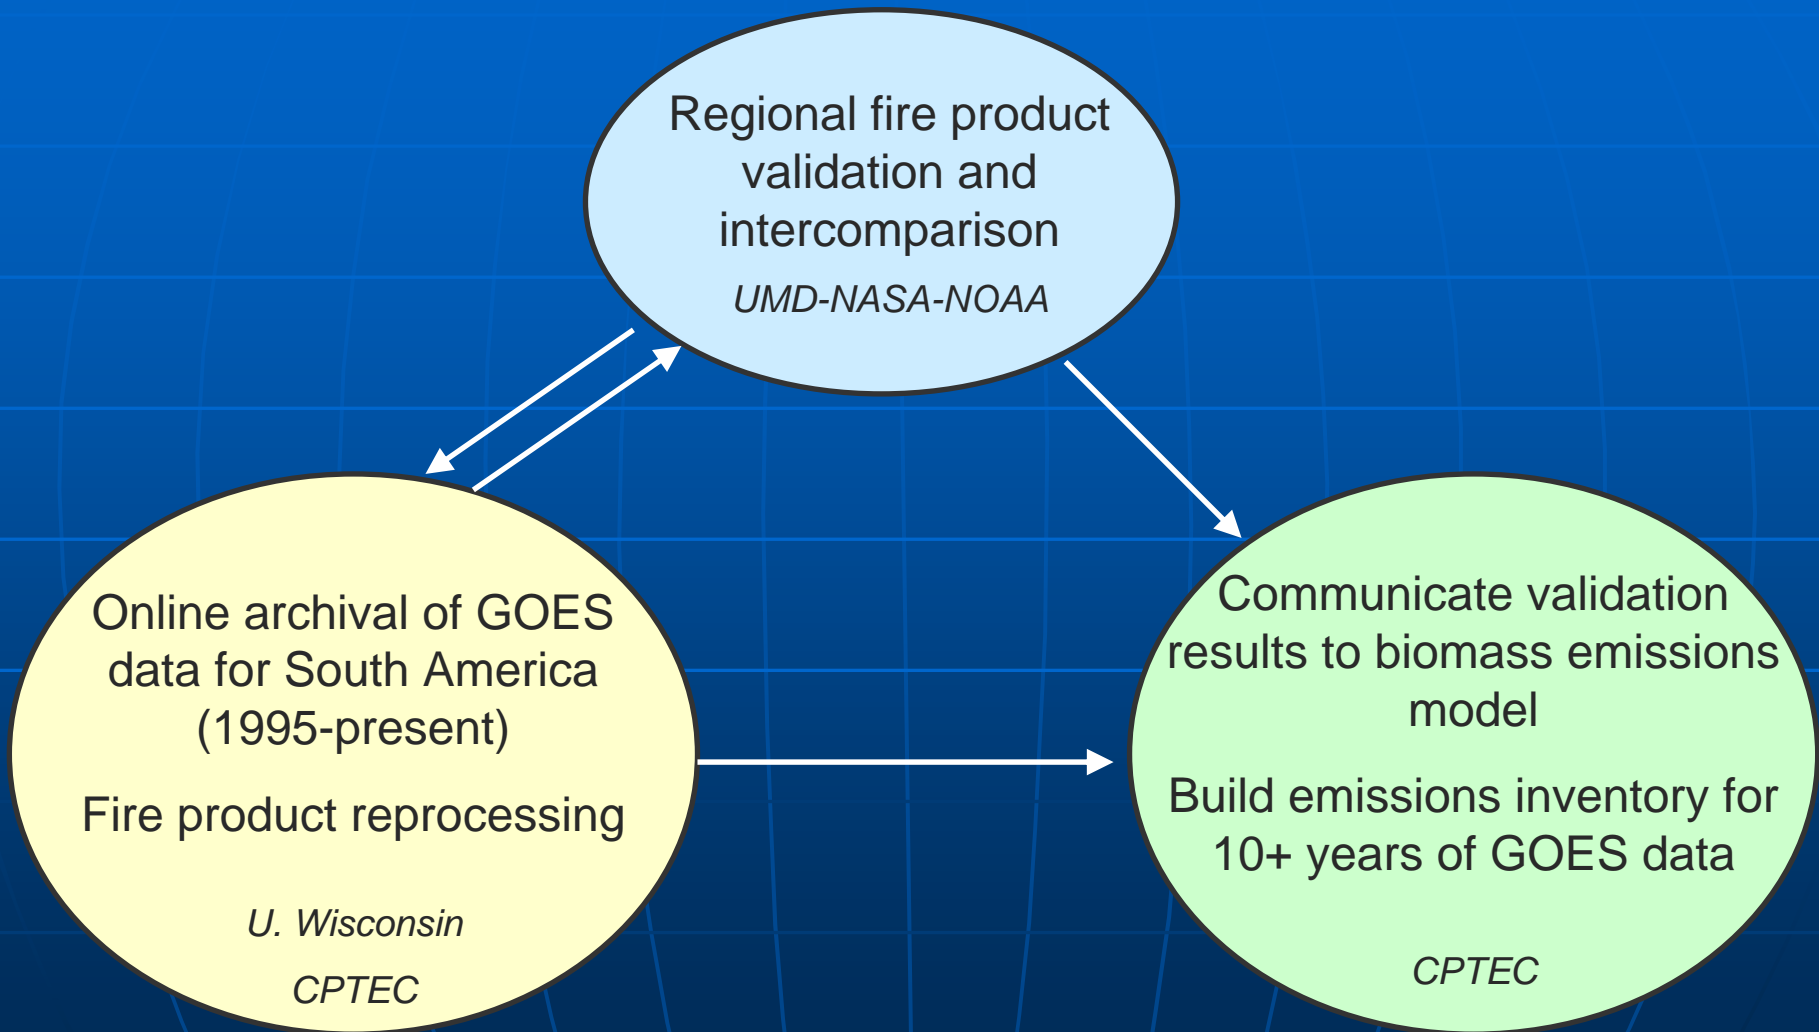 Regional fire product
validation and
intercomparison
UMD-NASA-NOAA
Online archival of GOES
data for South America
(1995-present)
Fire product reprocessing
U. Wisconsin
CPTEC
Communicate validation
results to biomass emissions
model
Build emissions inventory for
10+ years of GOES data
CPTEC